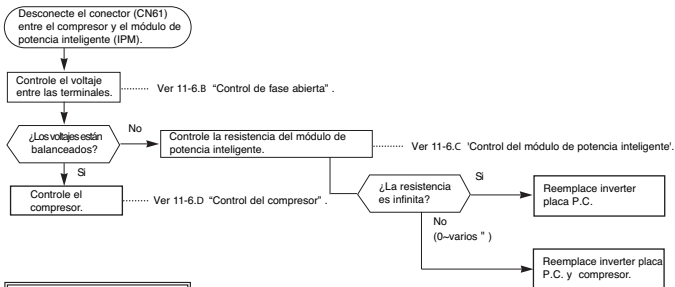 Desconecte el conector (CN61)
entre el compresor y el módulo de
potencia inteligente (IPM).
Controle el voltaje
entre las terminales.
Ver 11-6.B “Control de fase abierta” .
¿Los voltajes están
balanceados?
No
Si
Controle la resistencia del módulo de
potencia inteligente.
Ver 11-6.C 'Control del módulo de potencia inteligente'.
Controle el
compresor.
Ver 11-6.D “Control del compresor” .
¿La resistencia
es infinita?
Si
Reemplace inverter
placa P.C.
No
(0~varios " )
Reemplace inverter placa
P.C. y compresor.